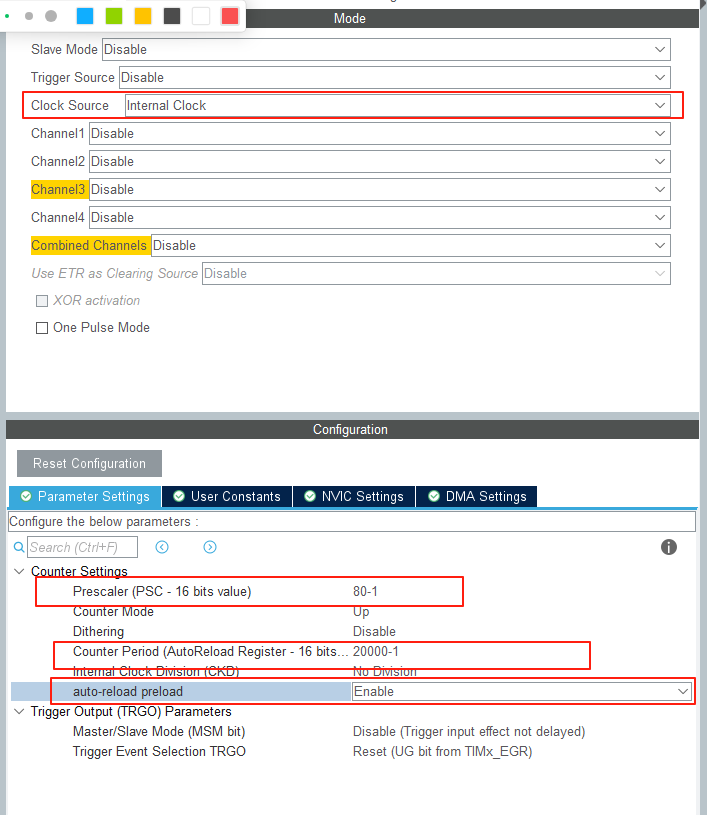 Mode
Slave Mode Disable
Trigger Source Disable
Clock Source Internal Clock
Channel1 Disable
Channel2 Disable
Channel3 Disable
Channel4 Disable
Combined Channels Disable
Use ETR as Clearing Source Disable
XOR activation
One Pulse Mode
Configuration
Reset Configuration
Parameter Settings User Constants NVIC Settings DMA Settings
Configure the below parameters :
Search (Ctrl+F)
Counter Settings
Prescaler (PSC - 16 bits value) 80-1
Counter Mode Up
Dithering Disable
Counter Period (AutoReload Register - 16 bits... 20000-1
Internal Clock Division (CKD) No Division
auto-reload preload Enable
Trigger Output (TRGO) Parameters
Master/Slave Mode (MSM bit) Disable (Trigger input effect not delayed)
Trigger Event Selection TRGO Reset (UG bit from TIMx_EGR)